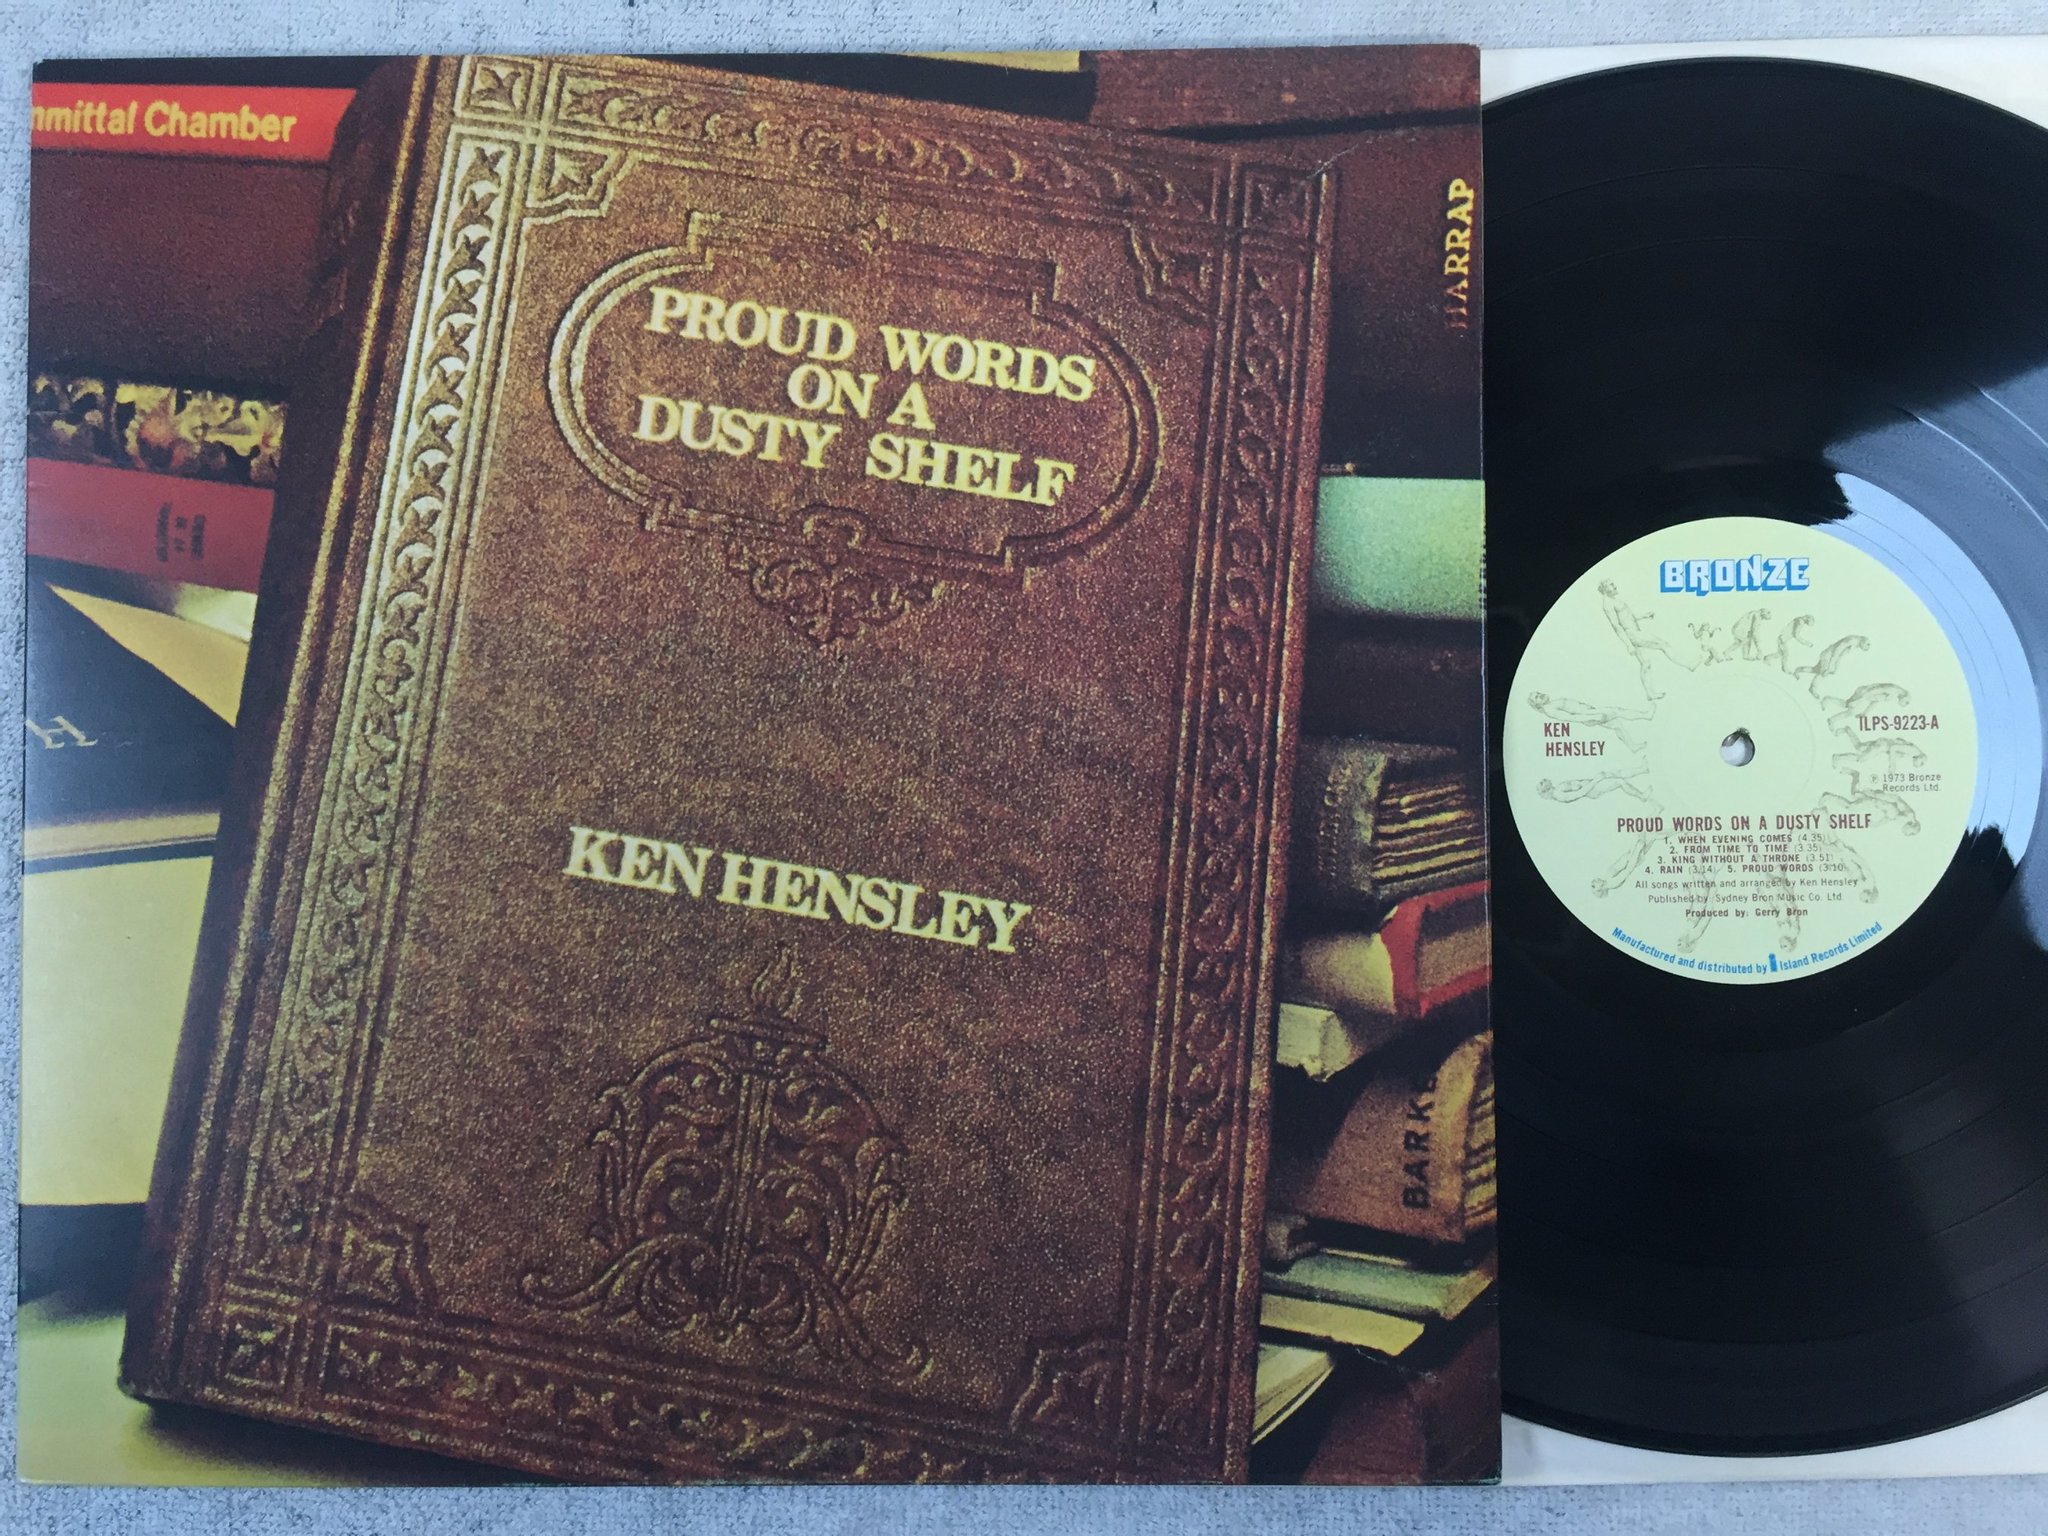 mmittal Chamber
HARRAP
PROUD WORDS
ON A
DUSTY SHELF
KEN HENSLEY
BARK
BRONZE
KEN
HENSLEY
ILPS-9223-A
℗ 1973 Bronze
Records Ltd.
PROUD WORDS ON A DUSTY SHELF
1. WHEN EVENING COMES (4.35)
2. FROM TIME TO TIME (3.35)
3. KING WITHOUT A THRONE (3.51)
4. RAIN (3.14) 5. PROUD WORDS (3.10)
All songs written and arranged by Ken Hensley
Published by: Sydney Bron Music Co. Ltd.
Produced by: Gerry Bron
Manufactured and distributed by Island Records Limited